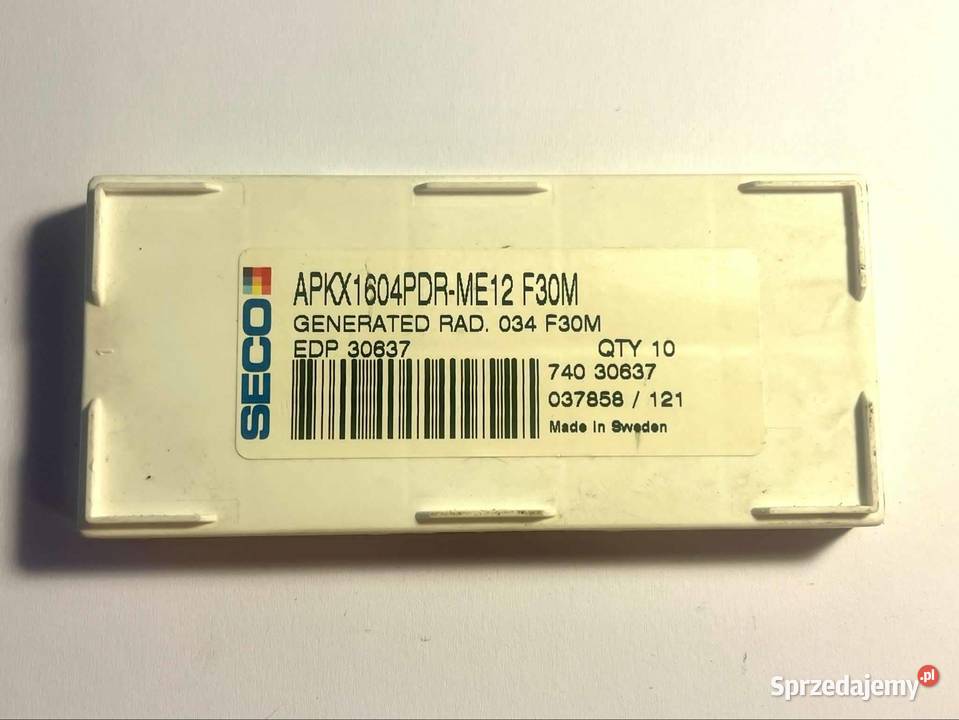 SECO
APKX1604PDR-ME12 F30M
GENERATED RAD. 034 F30M
EDP 30637 QTY 10
740 30637
037858 / 121
Made in Sweden
Sprzedajemy.pl